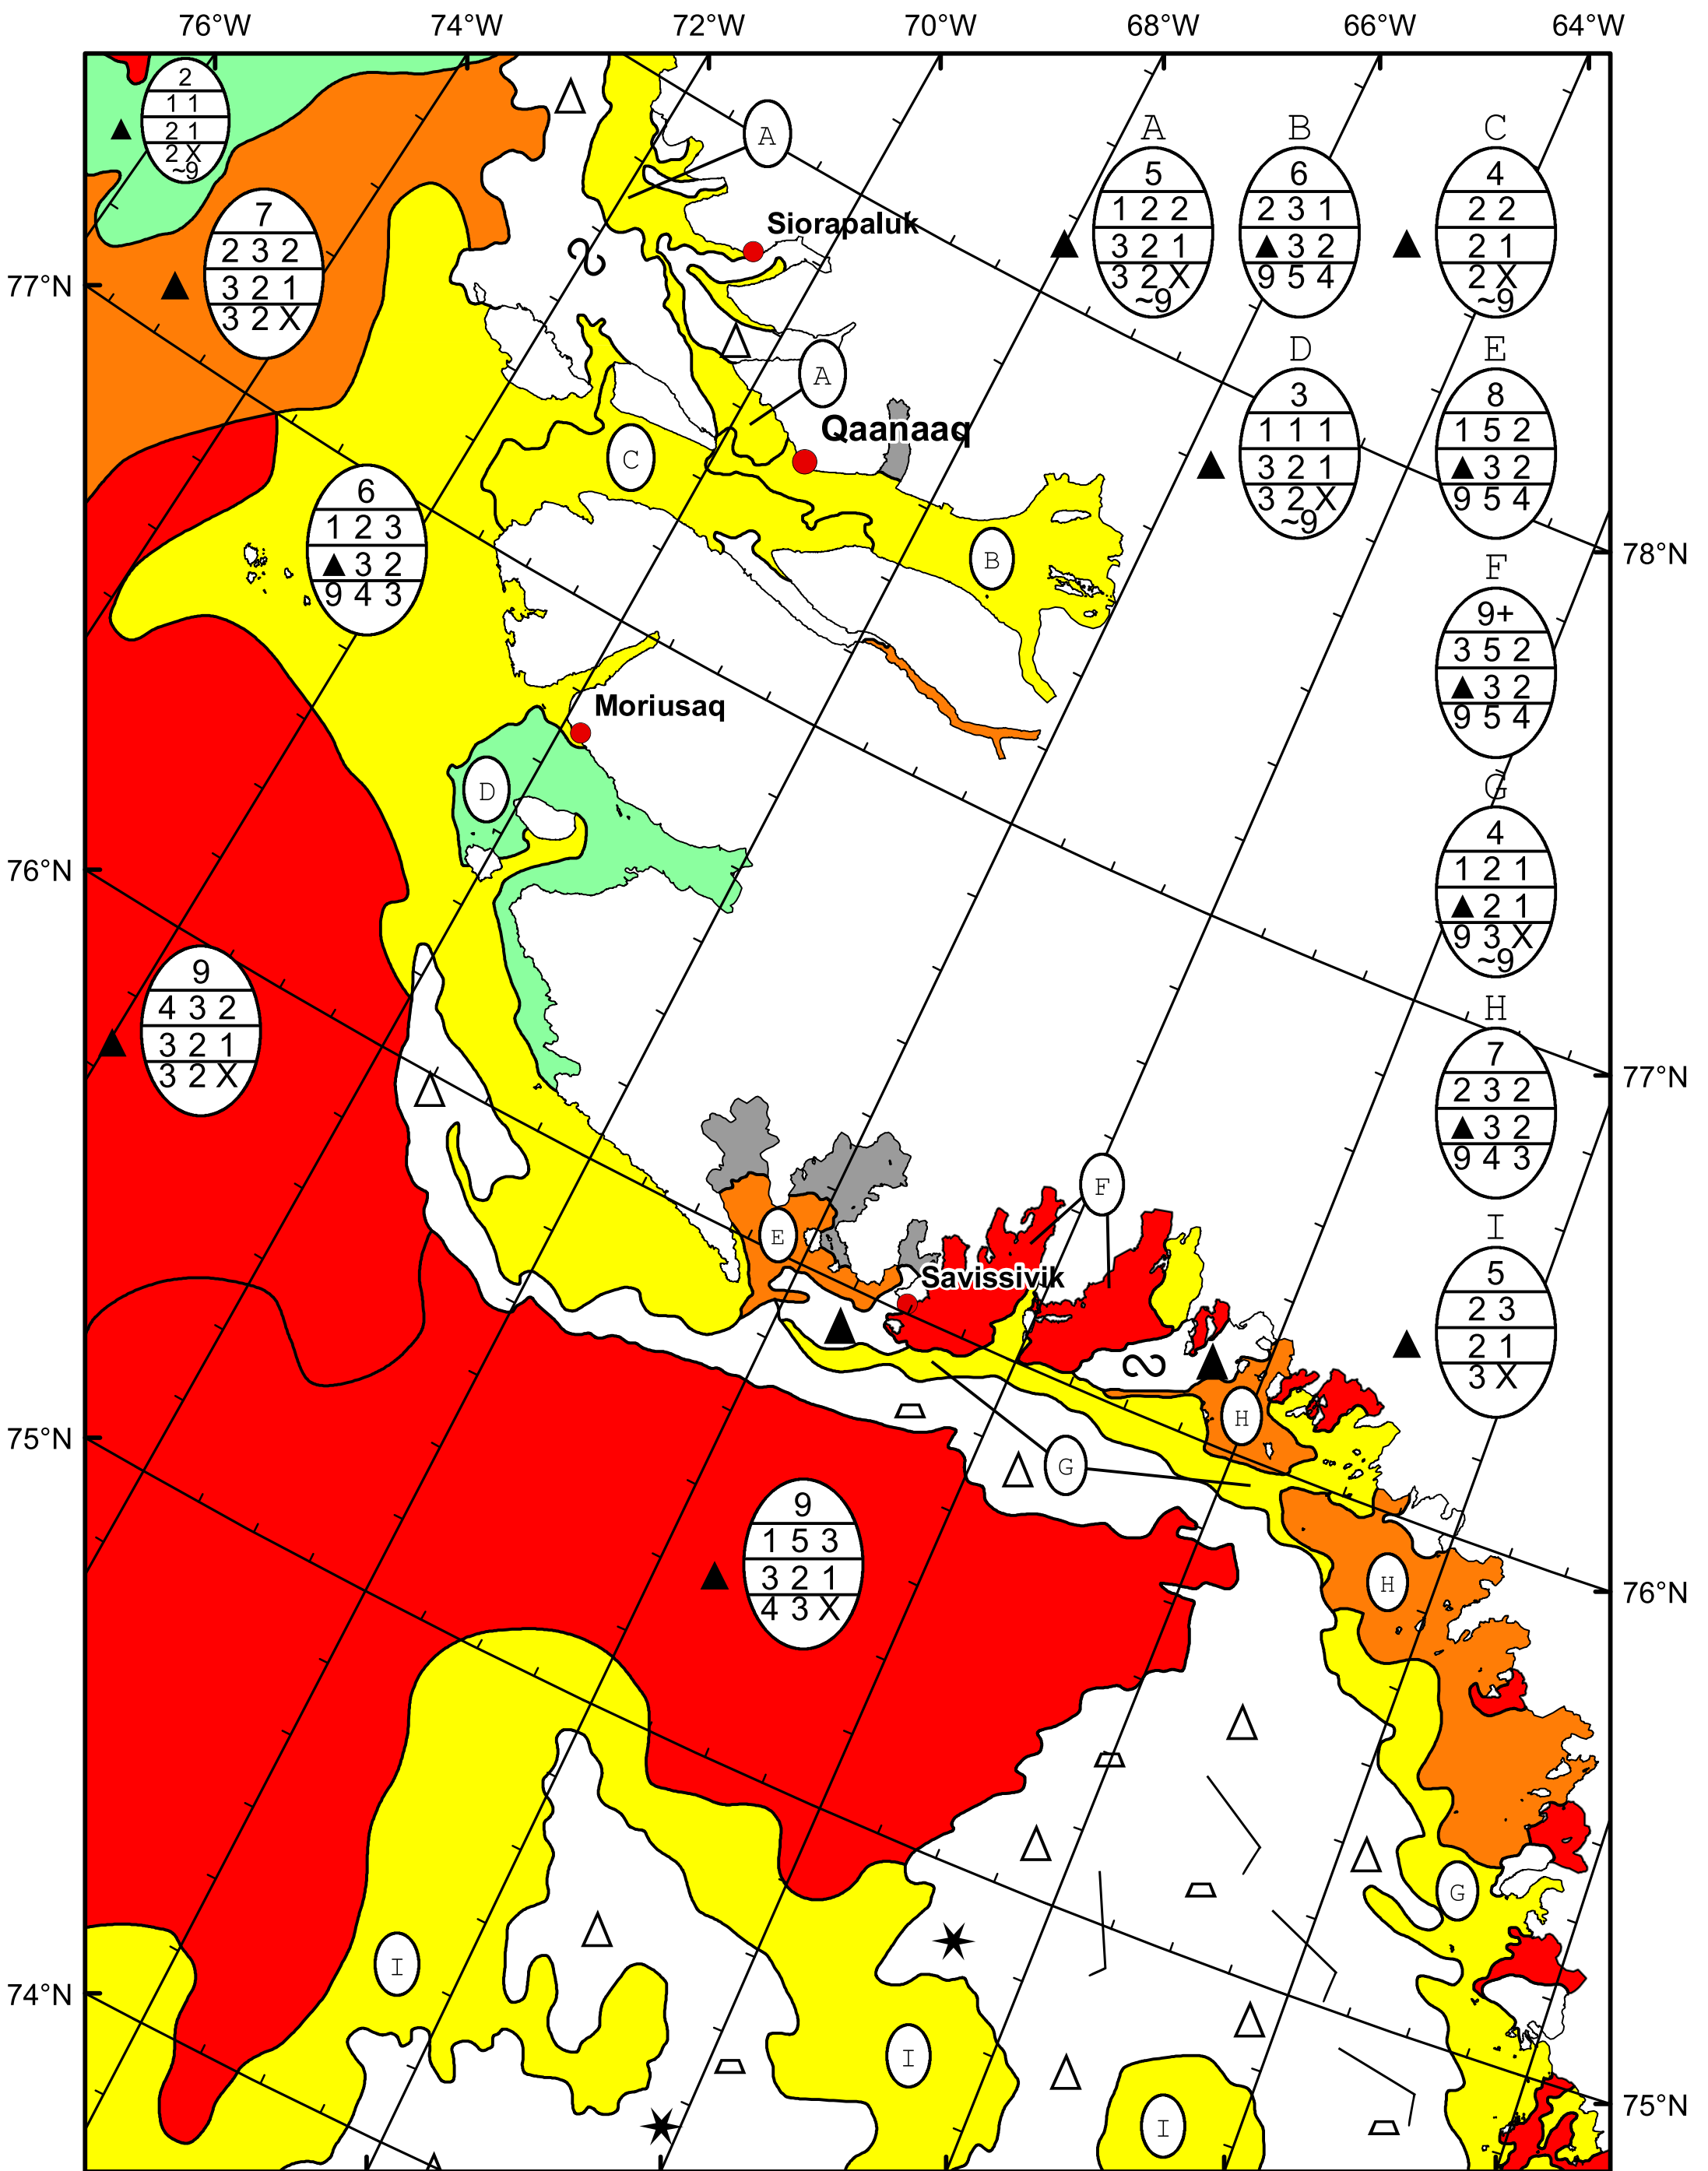 76°W 74°W 72°W 70°W 68°W 66°W 64°W
2
1 1
2 1
2 X
~9
7
2 3 2
3 2 1
3 2 X
A
Siorapaluk
A
5
1 2 2
3 2 1
3 2 X
~9
B
6
2 3 1
▲ 3 2
9 5 4
C
4
2 2
2 1
2 X
~9
77°N
A
Qaanaaq
C
D
3
1 1 1
3 2 1
3 2 X
~9
E
8
1 5 2
▲ 3 2
9 5 4
6
1 2 3
▲ 3 2
9 4 3
B
78°N
F
9+
3 5 2
▲ 3 2
9 5 4
Moriusaq
D
76°N
G
4
1 2 1
▲ 2 1
9 3 X
~9
9
4 3 2
3 2 1
3 2 X
H
7
2 3 2
▲ 3 2
9 4 3
77°N
F
E
Savissivik
I
5
2 3
2 1
3 X
H
75°N
G
9
1 5 3
3 2 1
4 3 X
H
76°N
G
I
74°N
I
I
75°N